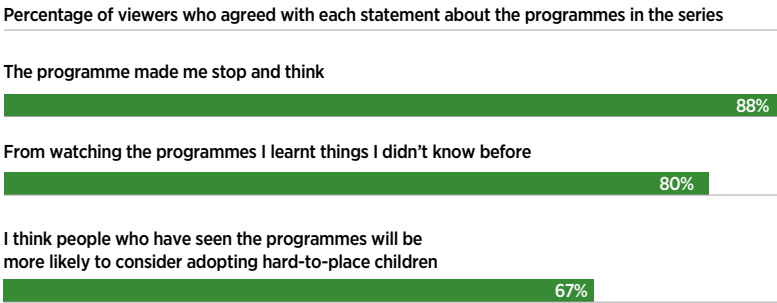 Percentage of viewers who agreed with each statement about the programmes in the series
The programme made me stop and think
88%
From watching the programmes I learnt things I didn’t know before
80%
I think people who have seen the programmes will be
more likely to consider adopting hard-to-place children
67%